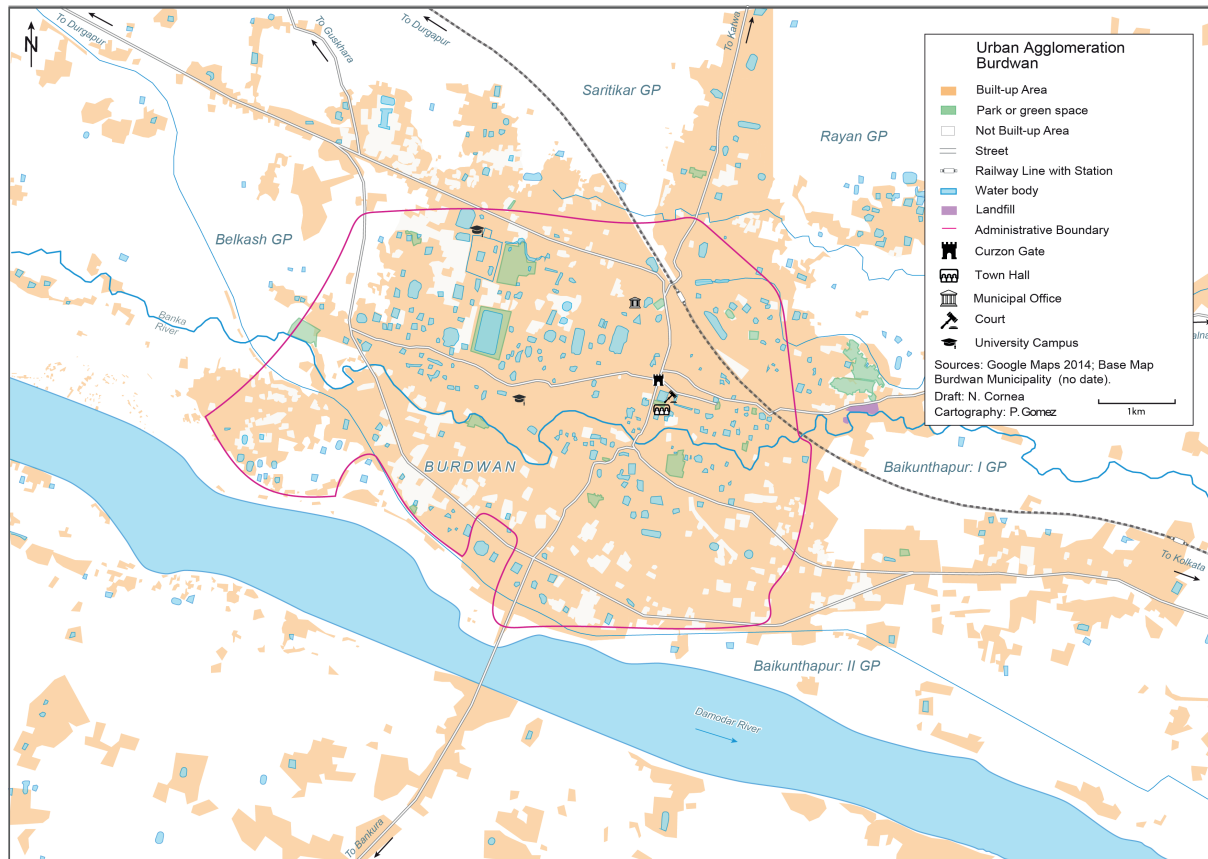 To Durgapur
To Guskhara
To Durgapur
To Katwa
N
Saritikar GP
Rayan GP
Belkash GP
Banka
River
BURDWAN
Baikunthapur: I GP
To Kolkata
Baikunthapur: II GP
Damodar River
To Bankura
Urban Agglomeration
Burdwan
Built-up Area
Park or green space
Not Built-up Area
Street
Railway Line with Station
Water body
Landfill
Administrative Boundary
Curzon Gate
Town Hall
Municipal Office
Court
University Campus
Sources: Google Maps 2014; Base Map
Burdwan Municipality (no date).
Draft: N. Cornea
Cartography: P. Gomez
1km